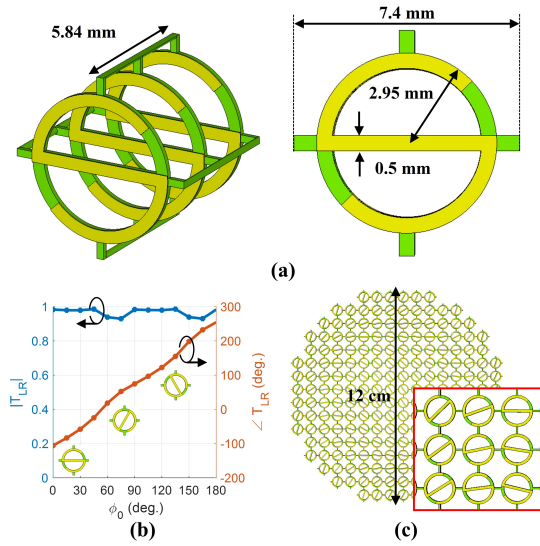 5.84 mm
7.4 mm
2.95 mm
0.5 mm
(a)
|T_LR|
1
0.8
0.6
0.4
0.2
0
300
200
100
0
-100
-200
∠ T_LR (deg.)
0 30 60 90 120 150 180
ϕ_0 (deg.)
(b)
12 cm
(c)